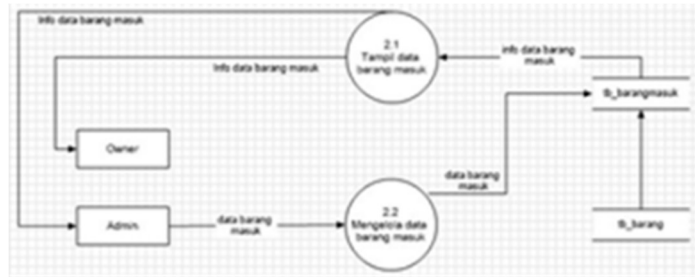 Info data barang masuk
2.1
Tampil data
barang masuk
info data barang
masuk
Info data barang masuk
tb_barangmasuk
Owner
data barang
masuk
2.2
Mengelola data
barang masuk
Admin
data barang
masuk
tb_barang